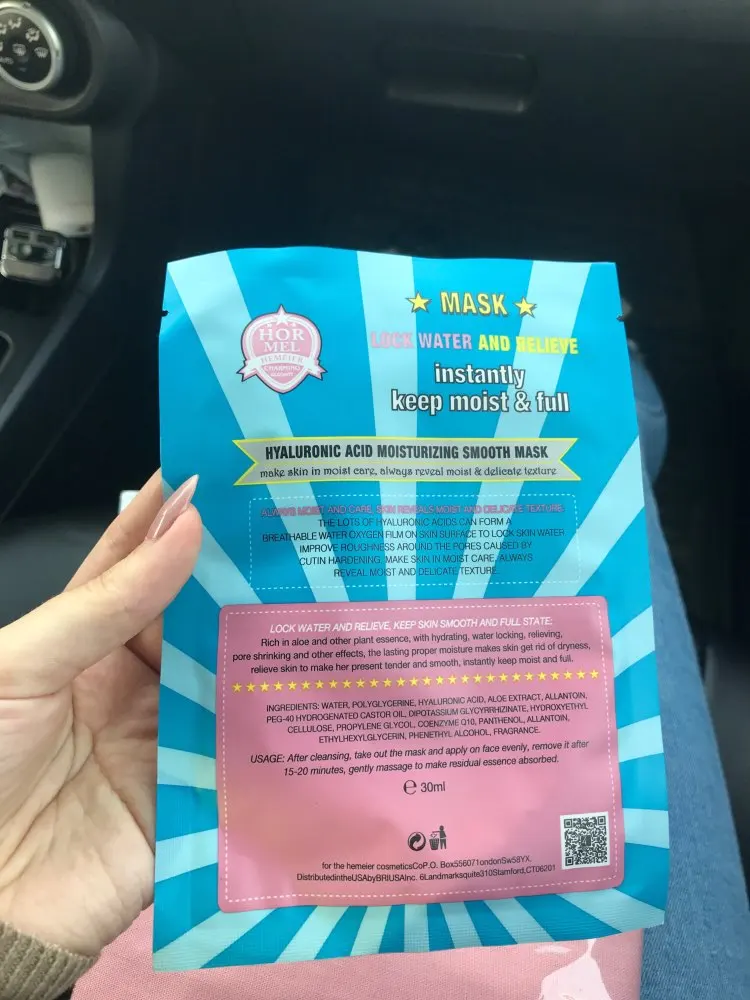 HOR
MEL
HEMEIER
CHARMING
★ MASK ★
LOCK WATER AND RELIEVE
instantly
keep moist & full
HYALURONIC ACID MOISTURIZING SMOOTH MASK
make skin in moist care, always reveal moist & delicate texture
ALWAYS MOIST AND CARE, SKIN REVEALS MOIST AND DELICATE TEXTURE
THE LOTS OF HYALURONIC ACIDS CAN FORM A
BREATHABLE WATER OXYGEN FILM ON SKIN SURFACE TO LOCK SKIN WATER
IMPROVE ROUGHNESS AROUND THE PORES CAUSED BY
CUTIN HARDENING. MAKE SKIN IN MOIST CARE, ALWAYS
REVEAL MOIST AND DELICATE TEXTURE.
LOCK WATER AND RELIEVE, KEEP SKIN SMOOTH AND FULL STATE:
Rich in aloe and other plant essence, with hydrating, water locking, relieving,
pore shrinking and other effects, the lasting proper moisture makes skin get rid of dryness,
relieve skin to make her present tender and smooth, instantly keep moist and full.
INGREDIENTS: WATER, POLYGLYCERINE, HYALURONIC ACID, ALOE EXTRACT, ALLANTOIN,
PEG-40 HYDROGENATED CASTOR OIL, DIPOTASSIUM GLYCYRRHIZINATE, HYDROXYETHYL
CELLULOSE, PROPYLENE GLYCOL, COENZYME Q10, PANTHENOL, ALLANTOIN,
ETHYLHEXYLGLYCERIN, PHENETHYL ALCOHOL, FRAGRANCE.
USAGE: After cleansing, take out the mask and apply on face evenly, remove it after
15-20 minutes, gently massage to make residual essence absorbed.
℮ 30ml
for the hemeier cosmeticsCoP.O. Box556071ondonSw58YX.
DistributedintheUSAbyBRIUSAInc. 6Landmarksquite310Stamford,CT06201